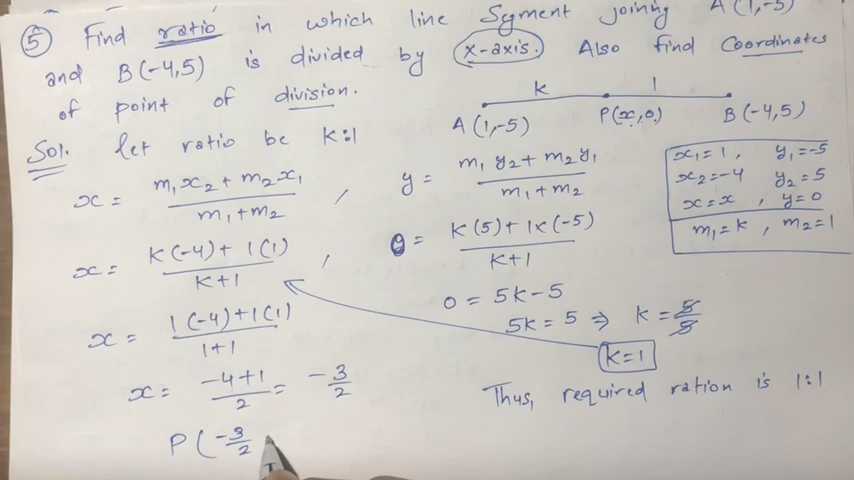 ⑤ Find ratio in which line segment joining A(1,-5)
and B(-4,5) is divided by x-axis. Also find Coordinates
of point of division.
k 1
A(1,-5) P(x,0) B(-4,5)
Sol. let ratio be K:1
x = (m₁x₂ + m₂x₁)/(m₁+m₂) , y = (m₁y₂ + m₂y₁)/(m₁+m₂)
x₁=1, y₁=-5
x₂=-4 y₂=5
x=x, y=0
m₁=k, m₂=1
x = (K(-4)+1(1))/(K+1) , 0 = (K(5)+1x(-5))/(K+1)
0 = 5K-5
5K=5 ⇒ K = 5/5
K=1
x = (1(-4)+1(1))/(1+1)
x = (-4+1)/2 = -3/2
Thus, required ration is 1:1
P(-3/2